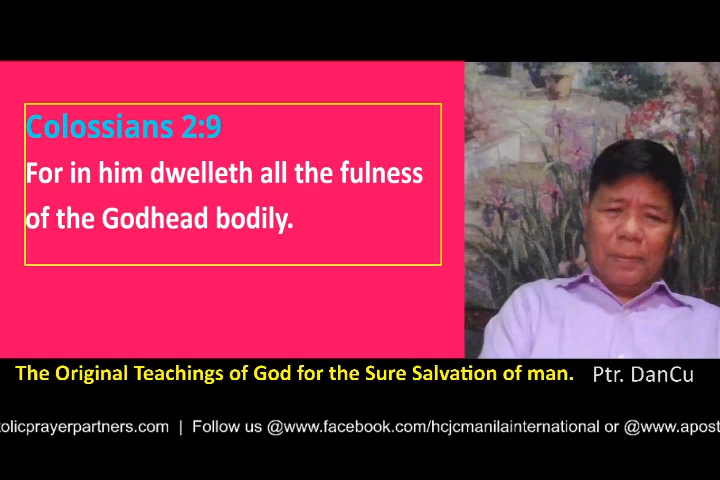 Colossians 2:9
For in him dwelleth all the fulness
of the Godhead bodily.
The Original Teachings of God for the Sure Salvation of man. Ptr. DanCu
tolicprayerpartners.com | Follow us @www.facebook.com/hcjcmanilainternational or @www.apost